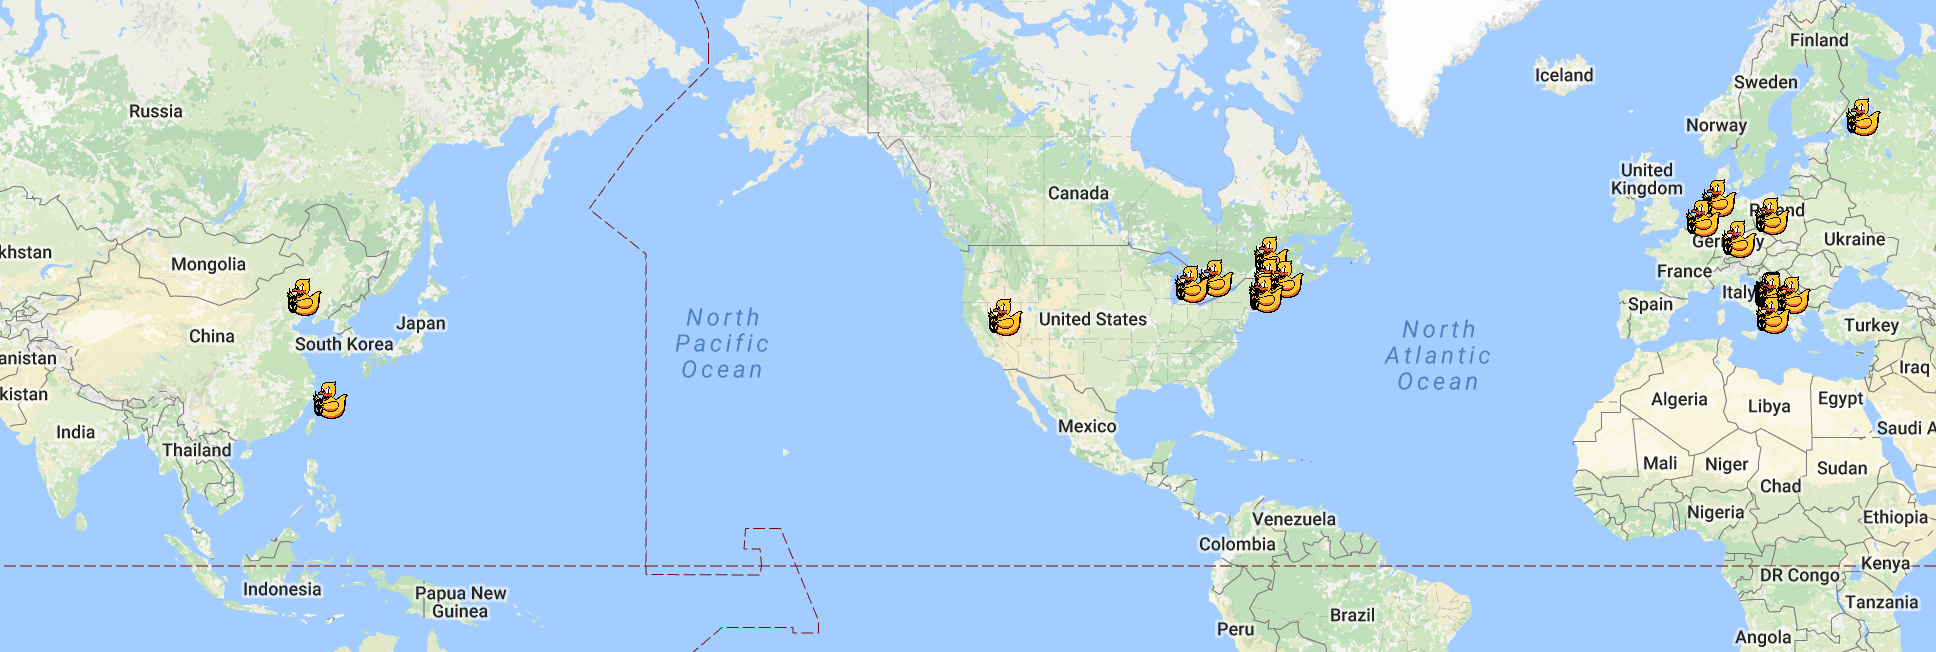 Finland
Iceland
Sweden
Russia
Norway
United
Kingdom
Canada
Ukraine
khstan
Mongolia
France
Italy
Spain
United States
Japan
North
Pacific
Ocean
North
Atlantic
Ocean
China
South Korea
Turkey
anistan
Iraq
kistan
Algeria
Libya
Egypt
Mexico
India
Saudi A
Thailand
Mali
Niger
Sudan
Chad
Nigeria
Venezuela
Ethiopia
Colombia
Kenya
DR Congo
Indonesia
Papua New
Guinea
Tanzania
Brazil
Peru
Angola